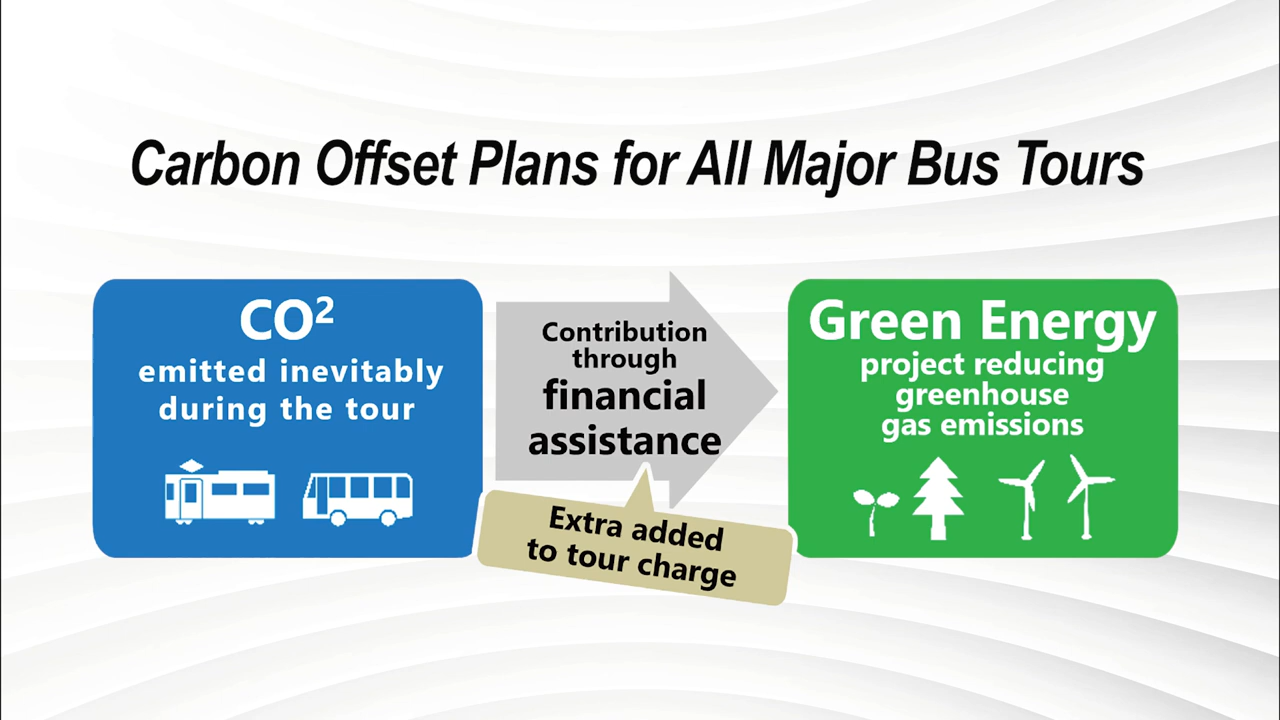 Carbon Offset Plans for All Major Bus Tours
CO²
emitted inevitably
during the tour
Contribution
through
financial
assistance
Extra added
to tour charge
Green Energy
project reducing
greenhouse
gas emissions